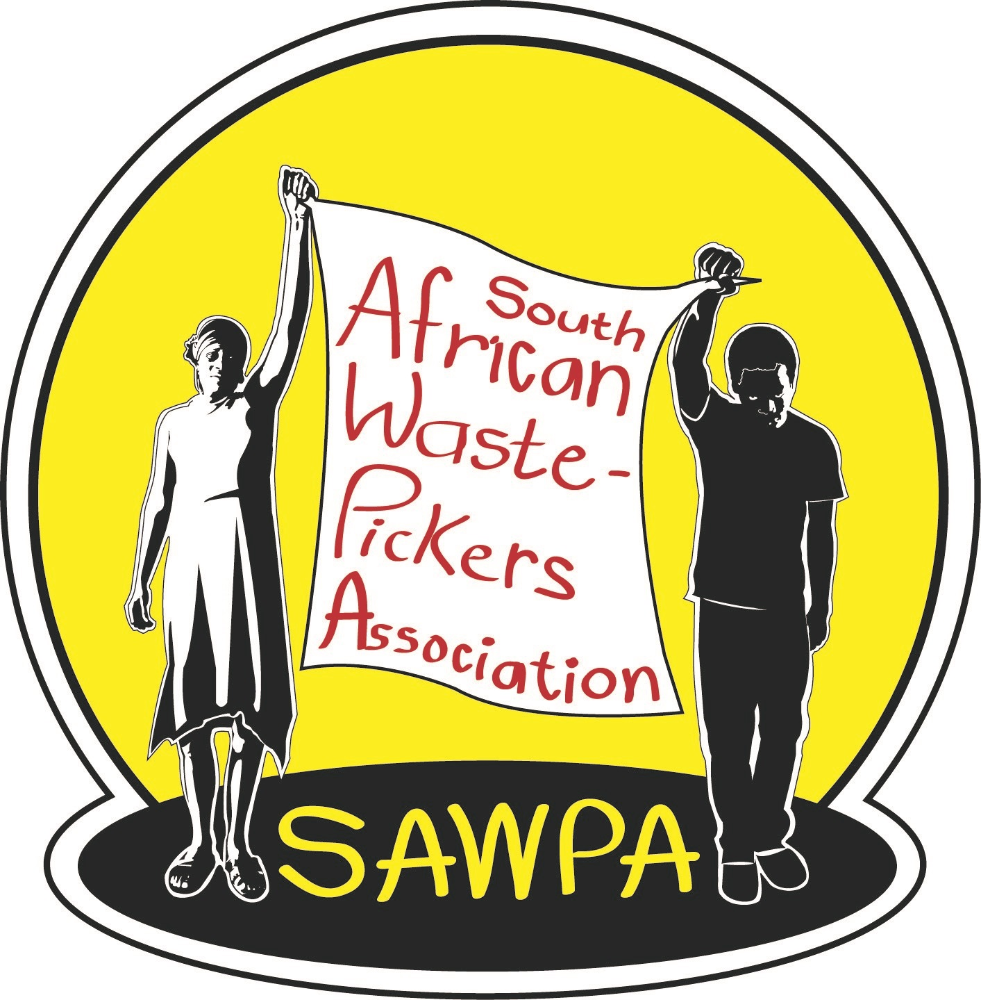 South
African
Waste-
Pickers
Association
SAWPA